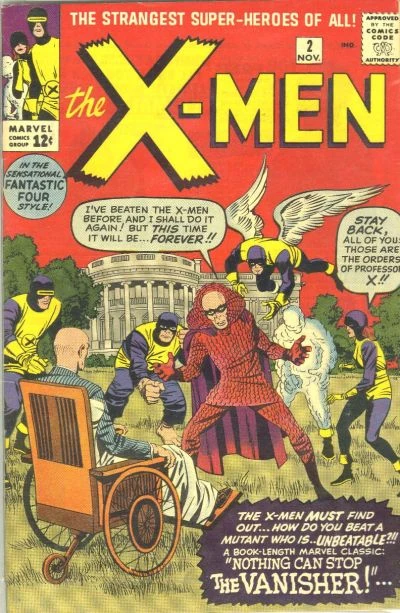 THE STRANGEST SUPER-HEROES OF ALL!
APPROVED
BY THE
COMICS
CODE
AUTHORITY
2
NOV.
IND.
the X-MEN
MARVEL
COMICS
GROUP
12¢
IN THE
SENSATIONAL
FANTASTIC
FOUR
STYLE!
I'VE BEATEN THE X-MEN
BEFORE, AND I SHALL DO IT
AGAIN! BUT THIS TIME
IT WILL BE...FOREVER!!
STAY
BACK,
ALL OF YOU!
THOSE ARE
THE ORDERS
OF PROFESSOR
X!!
THE X-MEN MUST FIND
OUT...HOW DO YOU BEAT A
MUTANT WHO IS..UNBEATABLE?!!
A BOOK-LENGTH MARVEL CLASSIC:
"NOTHING CAN STOP
THE VANISHER!"...